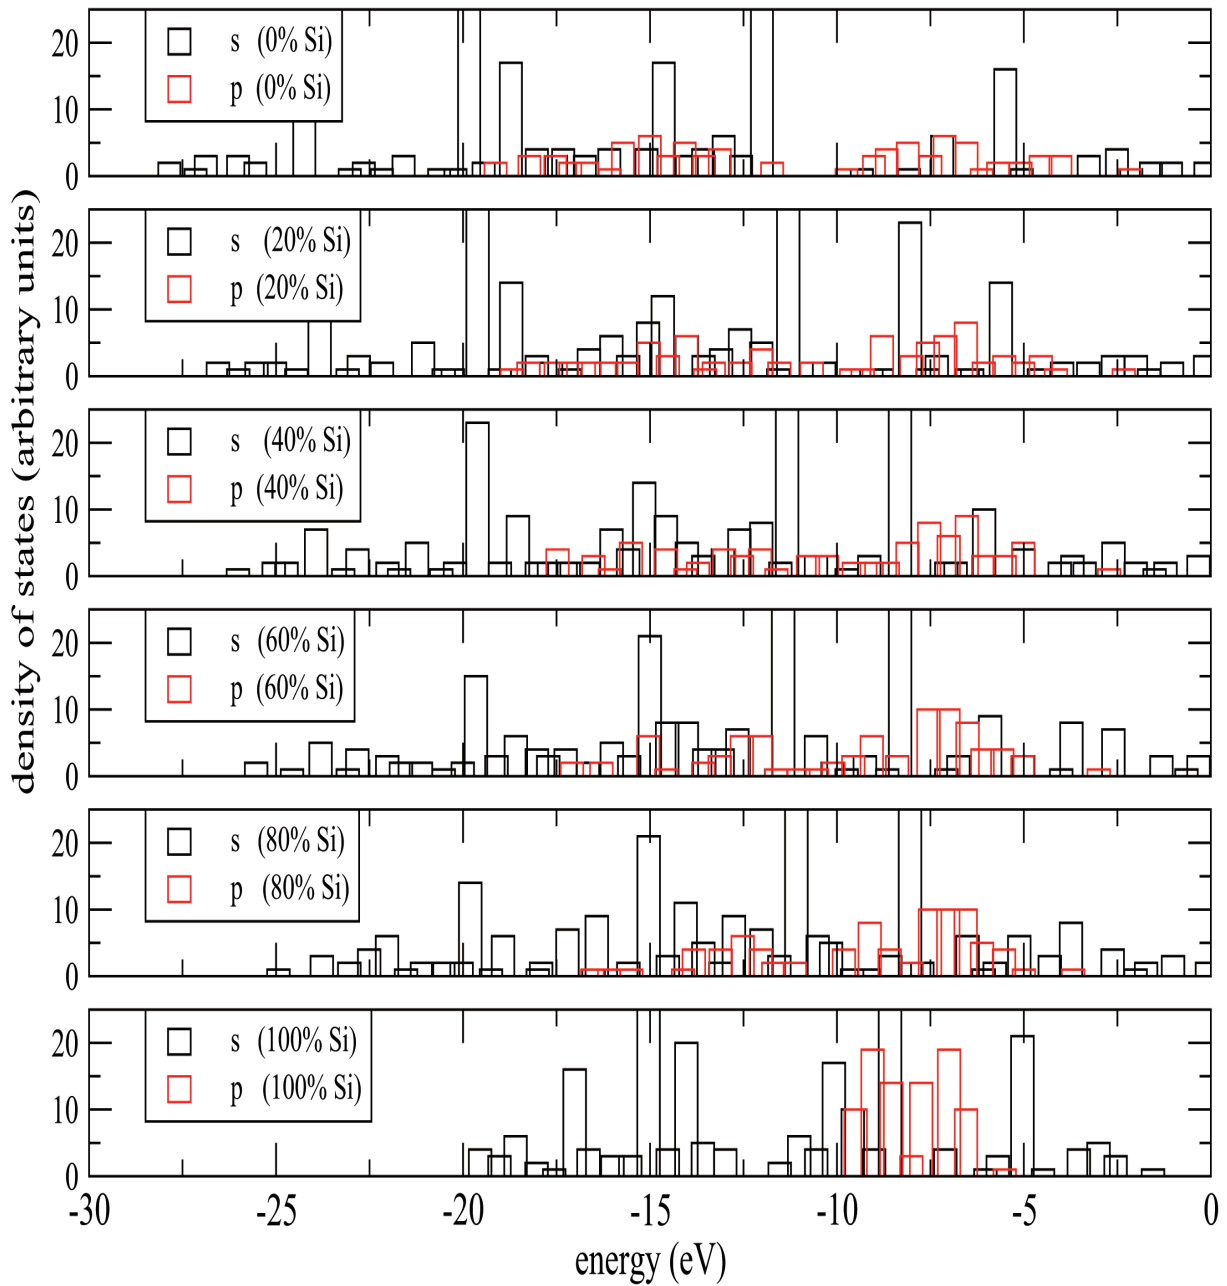 density of states (arbitrary units)
20
10
0
s (0% Si)
p (0% Si)
20
10
0
s (20% Si)
p (20% Si)
20
10
0
s (40% Si)
p (40% Si)
20
10
0
s (60% Si)
p (60% Si)
20
10
0
s (80% Si)
p (80% Si)
20
10
0
s (100% Si)
p (100% Si)
-30 -25 -20 -15 -10 -5 0
energy (eV)